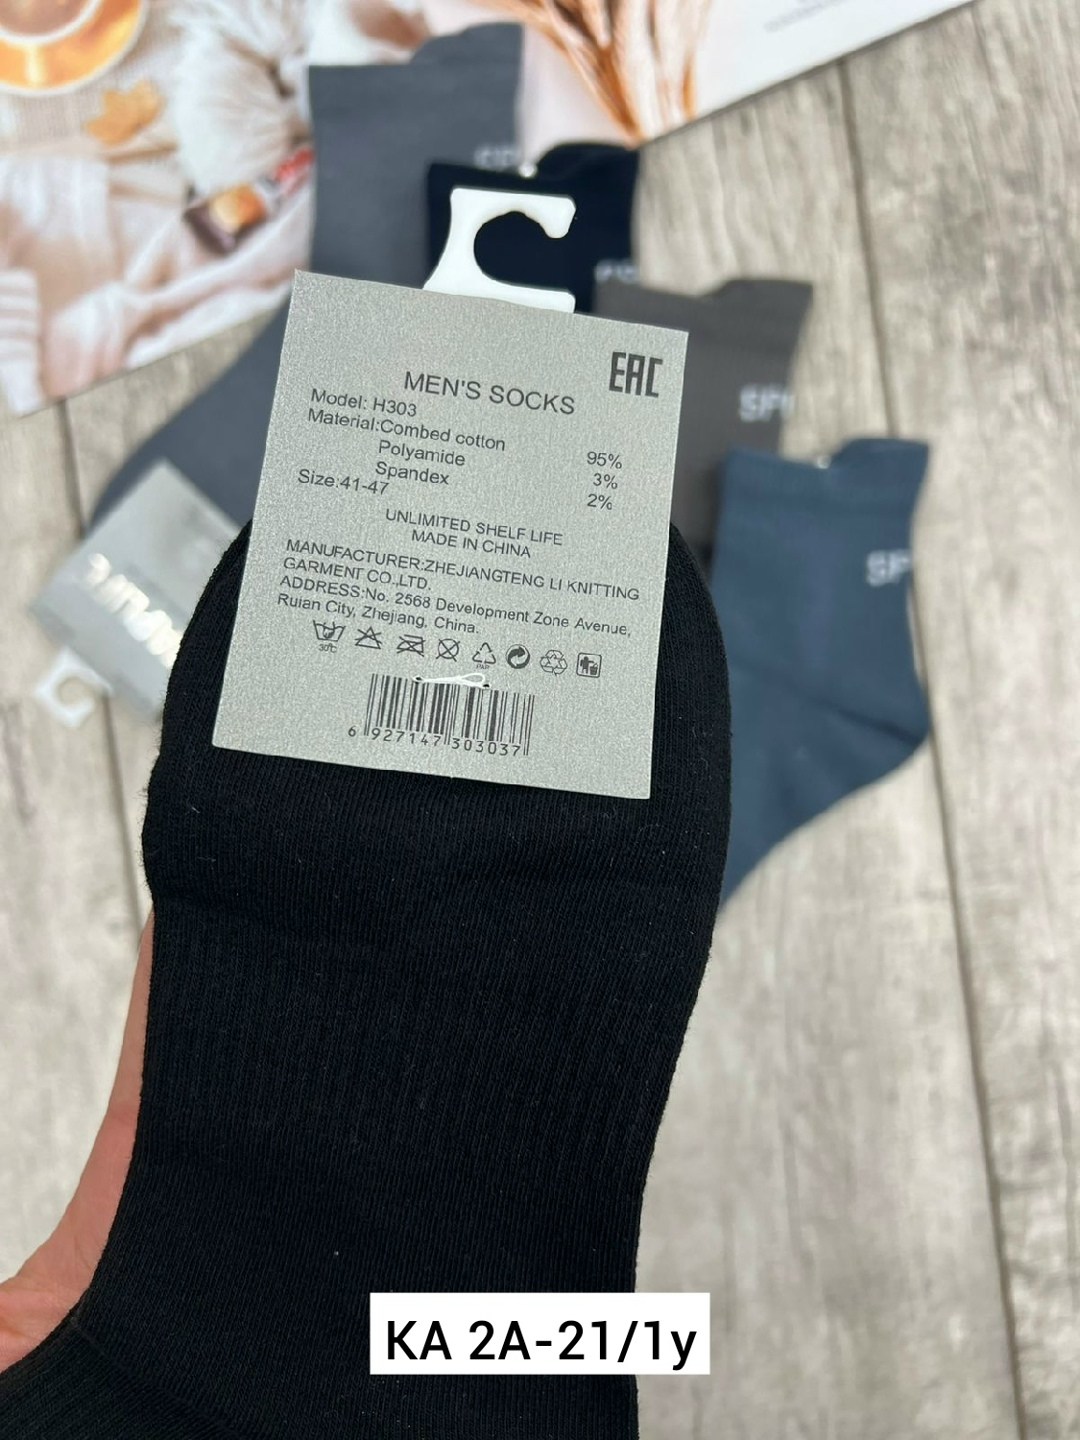 EAC
MEN'S SOCKS
Model: H303
Material:Combed cotton 95%
Polyamide 3%
Spandex 2%
Size:41-47
UNLIMITED SHELF LIFE
MADE IN CHINA
MANUFACTURER:ZHEJIANGTENG LI KNITTING
GARMENT CO.,LTD.
ADDRESS:No. 2568 Development Zone Avenue,
Ruian City, Zhejiang, China.
30°C
PAP
6 927147 303037
KA 2A-21/1y